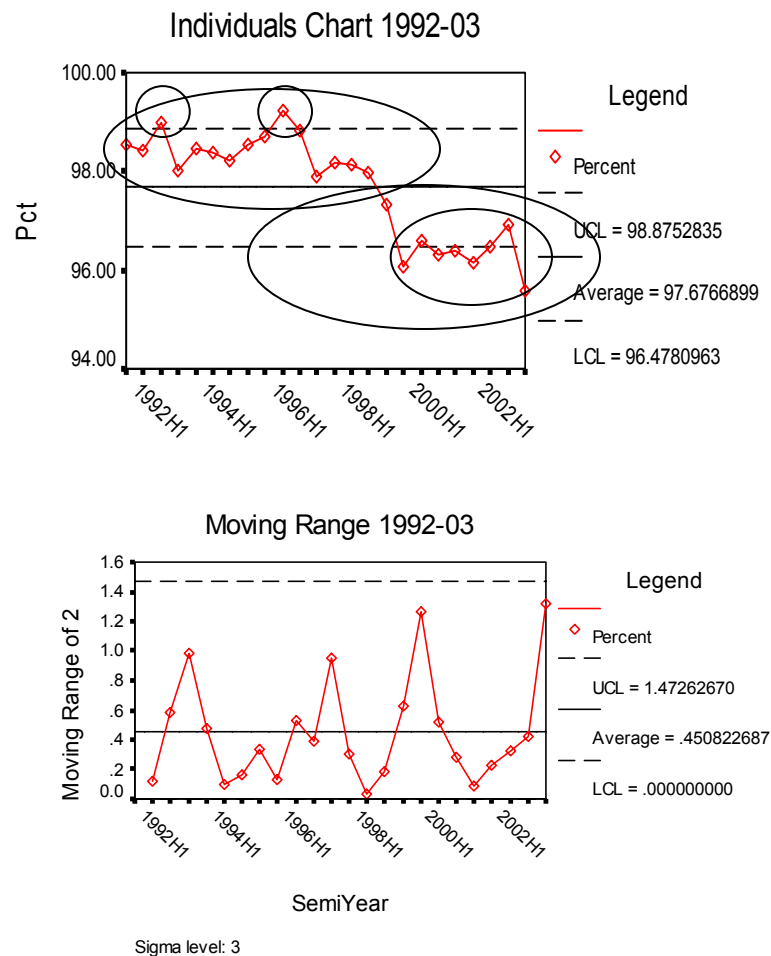 Individuals Chart 1992-03
Pct
100.00
98.00
96.00
94.00
1992H1
1994H1
1996H1
1998H1
2000H1
2002H1
Legend
Percent
UCL = 98.8752835
Average = 97.6766899
LCL = 96.4780963
Moving Range 1992-03
Moving Range of 2
1.6
1.4
1.2
1.0
.8
.6
.4
.2
0.0
1992H1
1994H1
1996H1
1998H1
2000H1
2002H1
Legend
Percent
UCL = 1.47262670
Average = .450822687
LCL = .000000000
SemiYear
Sigma level: 3